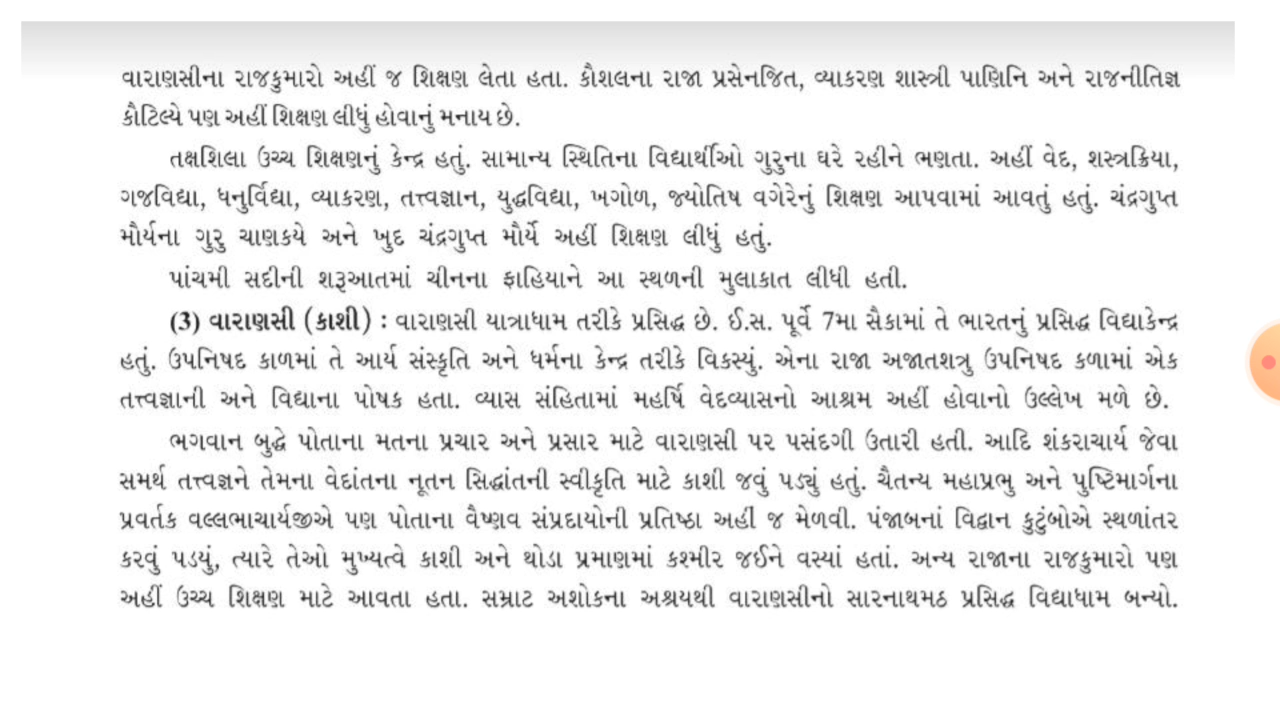 વારાણસીના રાજકુમારો અહીં જ શિક્ષણ લેતા હતા. કૌશલના રાજા પ્રસેનજિત, વ્યાકરણ શાસ્ત્રી પાણિનિ અને રાજનીતિજ્ઞ
કૌટિલ્યે પણ અહીં શિક્ષણ લીધું હોવાનું મનાય છે.
તક્ષશિલા ઉચ્ચ શિક્ષણનું કેન્દ્ર હતું. સામાન્ય સ્થિતિના વિદ્યાર્થીઓ ગુરુના ઘરે રહીને ભણતા. અહીં વેદ, શસ્ત્રક્રિયા,
ગજવિદ્યા, ધનુર્વિદ્યા, વ્યાકરણ, તત્ત્વજ્ઞાન, યુદ્ધવિદ્યા, ખગોળ, જ્યોતિષ વગેરેનું શિક્ષણ આપવામાં આવતું હતું. ચંદ્રગુપ્ત
મૌર્યના ગુરુ ચાણકયે અને ખુદ ચંદ્રગુપ્ત મૌર્યે અહીં શિક્ષણ લીધું હતું.
પાંચમી સદીની શરૂઆતમાં ચીનના ફાહિયાને આ સ્થળની મુલાકાત લીધી હતી.
(3) વારાણસી (કાશી) : વારાણસી યાત્રાધામ તરીકે પ્રસિદ્ધ છે. ઈ.સ. પૂર્વે 7મા સૈકામાં તે ભારતનું પ્રસિદ્ધ વિદ્યાકેન્દ્ર
હતું. ઉપનિષદ કાળમાં તે આર્ય સંસ્કૃતિ અને ધર્મના કેન્દ્ર તરીકે વિકસ્યું. એના રાજા અજાતશત્રુ ઉપનિષદ કળામાં એક
તત્ત્વજ્ઞાની અને વિદ્યાના પોષક હતા. વ્યાસ સંહિતામાં મહર્ષિ વેદવ્યાસનો આશ્રમ અહીં હોવાનો ઉલ્લેખ મળે છે.
ભગવાન બુદ્ધે પોતાના મતના પ્રચાર અને પ્રસાર માટે વારાણસી પર પસંદગી ઉતારી હતી. આદિ શંકરાચાર્ય જેવા
સમર્થ તત્ત્વજ્ઞને તેમના વેદાંતના નૂતન સિદ્ધાંતની સ્વીકૃતિ માટે કાશી જવું પડ્યું હતું. ચૈતન્ય મહાપ્રભુ અને પુષ્ટિમાર્ગના
પ્રવર્તક વલ્લભાચાર્યજીએ પણ પોતાના વૈષ્ણવ સંપ્રદાયોની પ્રતિષ્ઠા અહીં જ મેળવી. પંજાબનાં વિદ્વાન કુટુંબોએ સ્થળાંતર
કરવું પડયું, ત્યારે તેઓ મુખ્યત્વે કાશી અને થોડા પ્રમાણમાં કશ્મીર જઈને વસ્યાં હતાં. અન્ય રાજાના રાજકુમારો પણ
અહીં ઉચ્ચ શિક્ષણ માટે આવતા હતા. સમ્રાટ અશોકના અશ્રયથી વારાણસીનો સારનાથમઠ પ્રસિદ્ધ વિદ્યાધામ બન્યો.